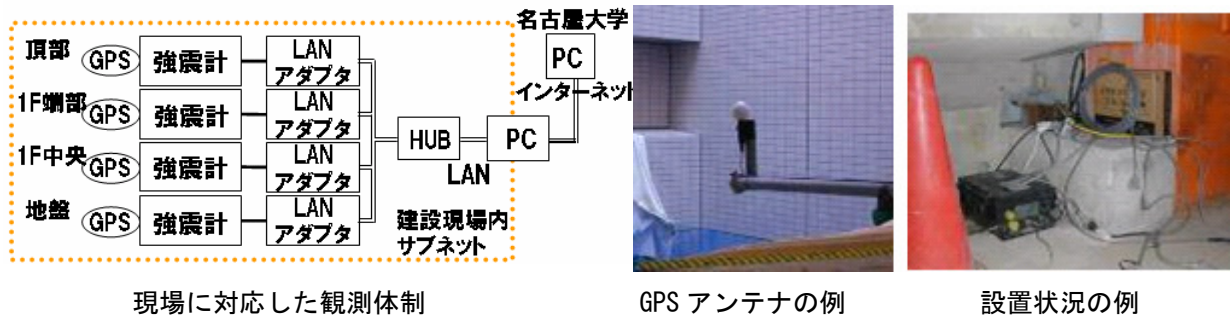 名古屋大学
PC
インターネット
頂部 GPS 強震計 LAN
アダプタ
1F端部 GPS 強震計 LAN
アダプタ
1F中央 GPS 強震計 LAN
アダプタ
地盤 GPS 強震計 LAN
アダプタ
HUB
LAN
PC
建設現場内
サブネット
現場に対応した観測体制
GPS アンテナの例
設置状況の例